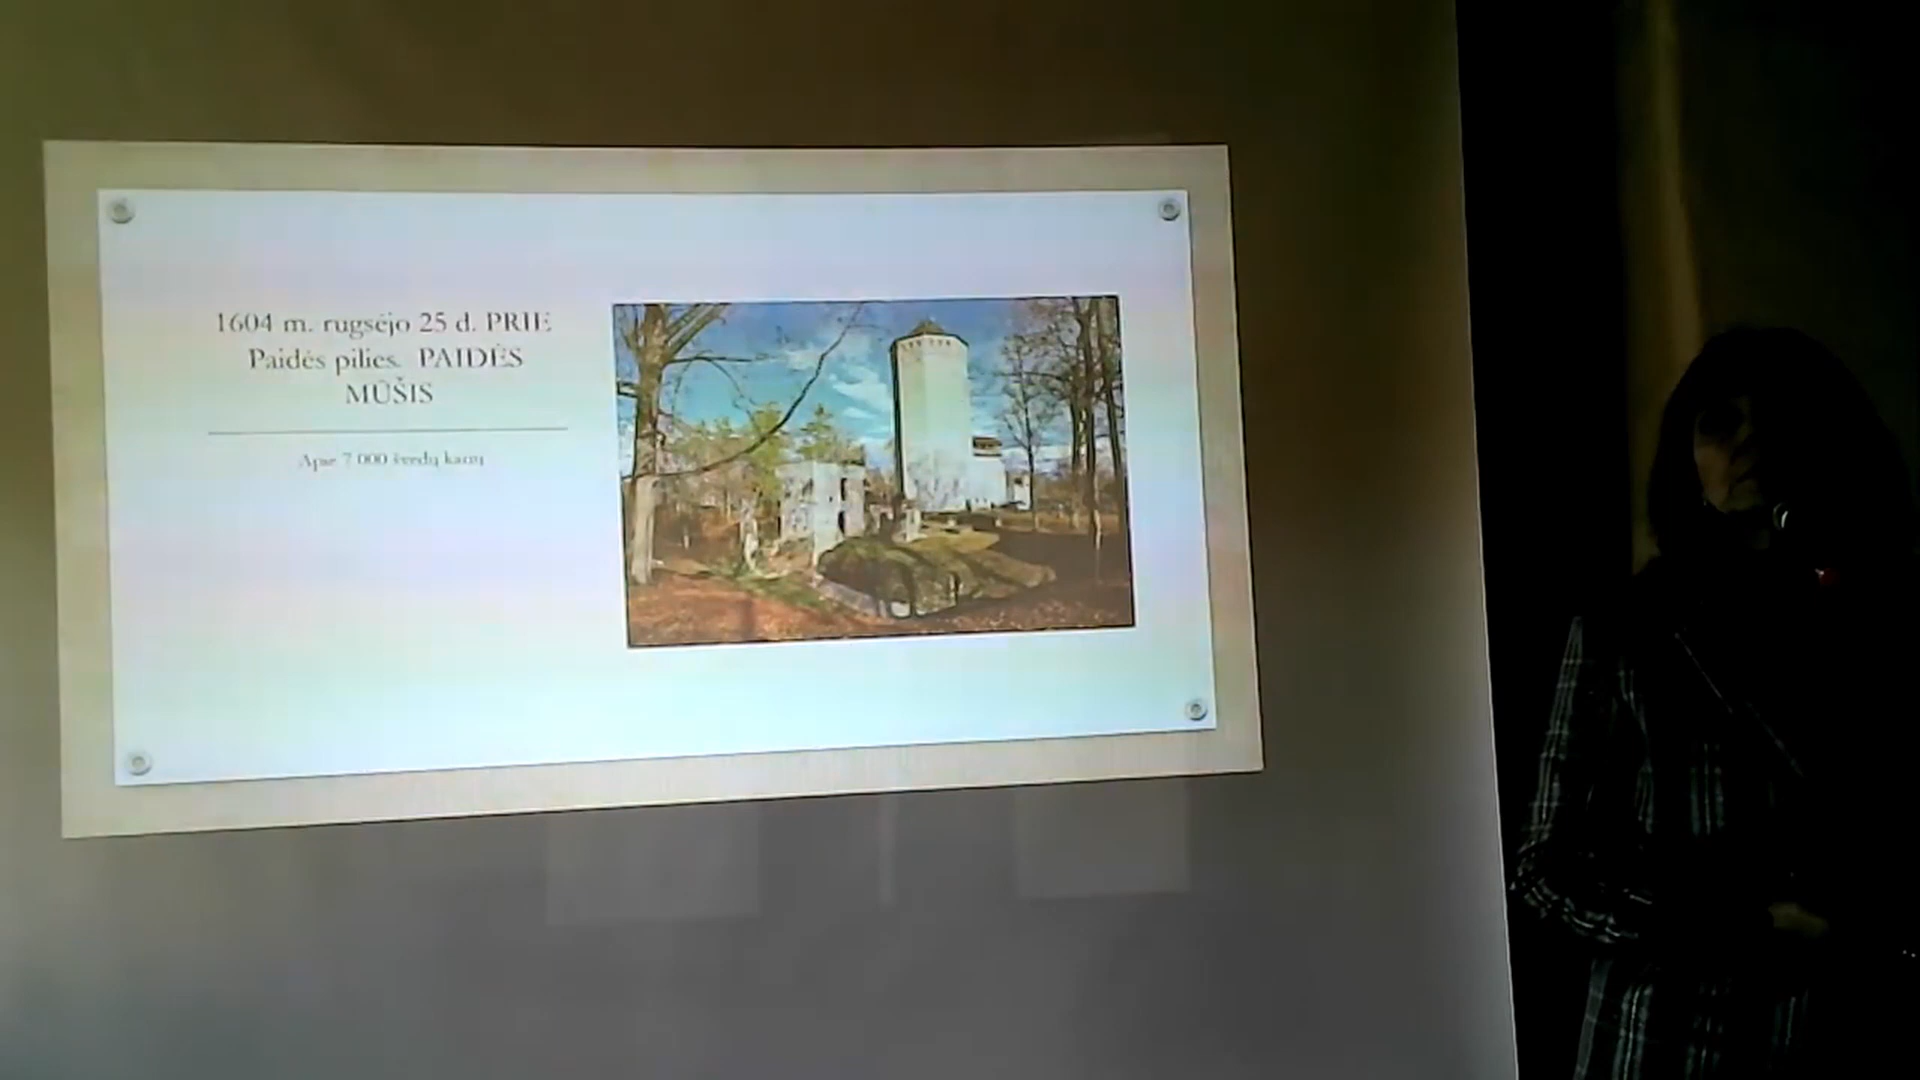 1604 m. rugsėjo 25 d. PRIE
Paidės pilies. PAIDĖS
MŪŠIS
Apie 7 000 švedų karių